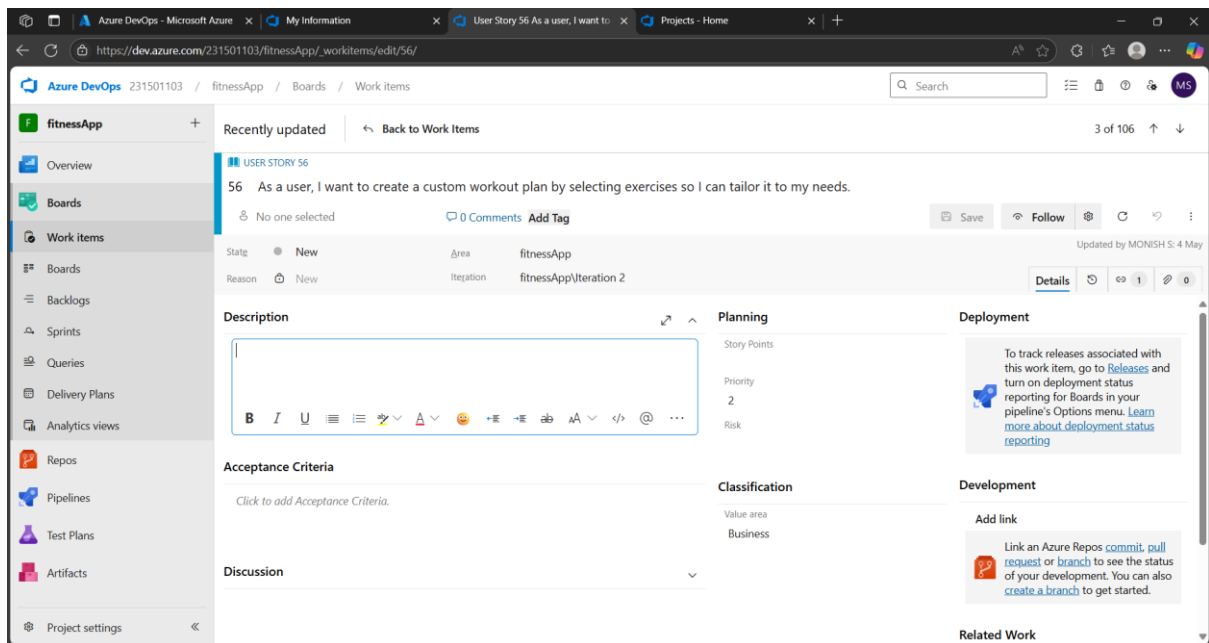 Azure DevOps - Microsoft Azure
My Information
User Story 56 As a user, I want to
Projects - Home
https://dev.azure.com/231501103/fitnessApp/_workitems/edit/56/
Azure DevOps 231501103 / fitnessApp / Boards / Work items
Search
MS
F fitnessApp
Recently updated
Back to Work Items
3 of 106
Overview
Boards
Work items
Boards
Backlogs
Sprints
Queries
Delivery Plans
Analytics views
Repos
Pipelines
Test Plans
Artifacts
Project settings
USER STORY 56
56 As a user, I want to create a custom workout plan by selecting exercises so I can tailor it to my needs.
No one selected
0 Comments
Add Tag
Save
Follow
State New
Area fitnessApp
Updated by MONISH S: 4 May
Reason New
Iteration fitnessApp\Iteration 2
Details
1
0
Description
B I U
Acceptance Criteria
Click to add Acceptance Criteria.
Discussion
Planning
Story Points
Priority
2
Risk
Classification
Value area
Business
Deployment
To track releases associated with
this work item, go to Releases and
turn on deployment status
reporting for Boards in your
pipeline's Options menu. Learn
more about deployment status
reporting
Development
Add link
Link an Azure Repos commit, pull
request or branch to see the status
of your development. You can also
create a branch to get started.
Related Work